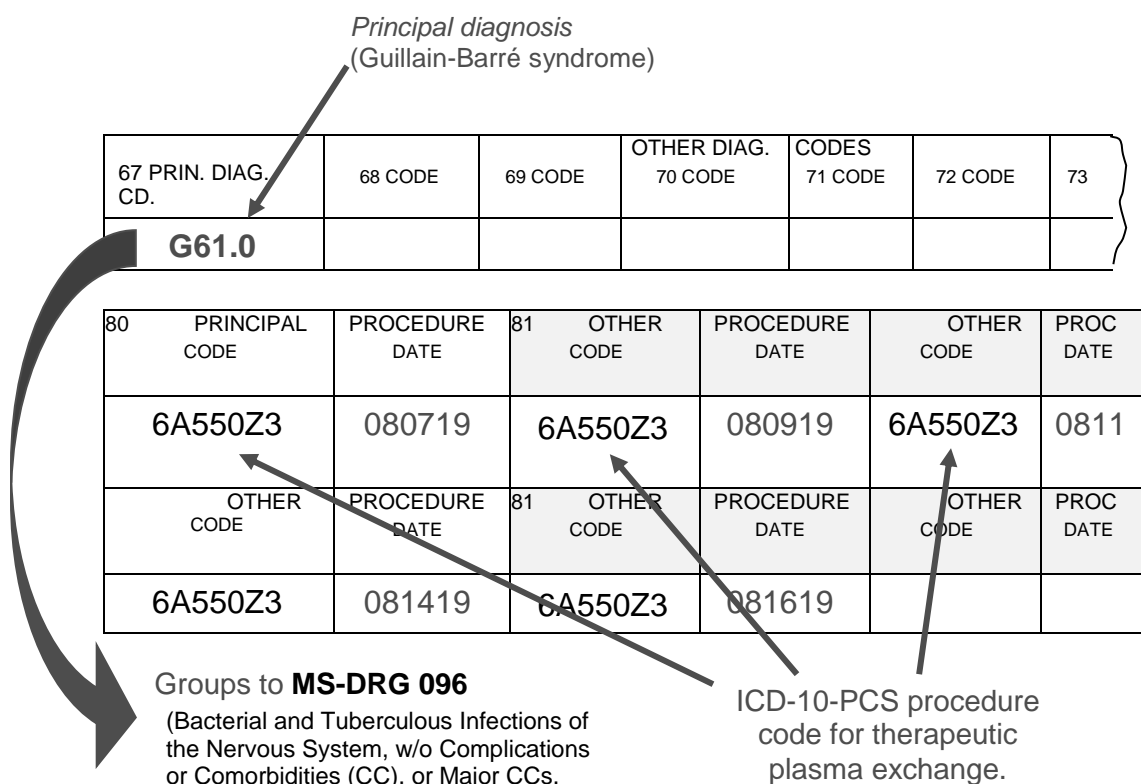 Principal diagnosis
(Guillain-Barré syndrome)
OTHER DIAG. CODES
67 PRIN. DIAG. CD. 68 CODE 69 CODE 70 CODE 71 CODE 72 CODE 73
G61.0
80 PRINCIPAL PROCEDURE 81 OTHER PROCEDURE OTHER PROC
CODE DATE CODE DATE CODE DATE
6A550Z3 080719 6A550Z3 080919 6A550Z3 0811
OTHER PROCEDURE 81 OTHER PROCEDURE OTHER PROC
CODE DATE CODE DATE CODE DATE
6A550Z3 081419 6A550Z3 081619
Groups to MS-DRG 096
(Bacterial and Tuberculous Infections of
the Nervous System, w/o Complications
or Comorbidities (CC), or Major CCs.
ICD-10-PCS procedure
code for therapeutic
plasma exchange.